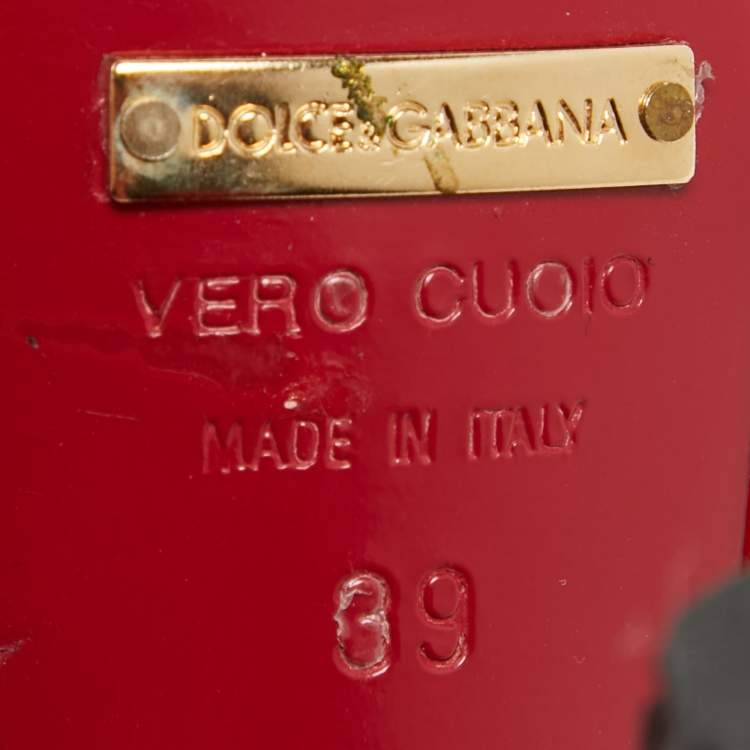 DOLCE&GABBANA
VERO CUOIO
MADE IN ITALY
39